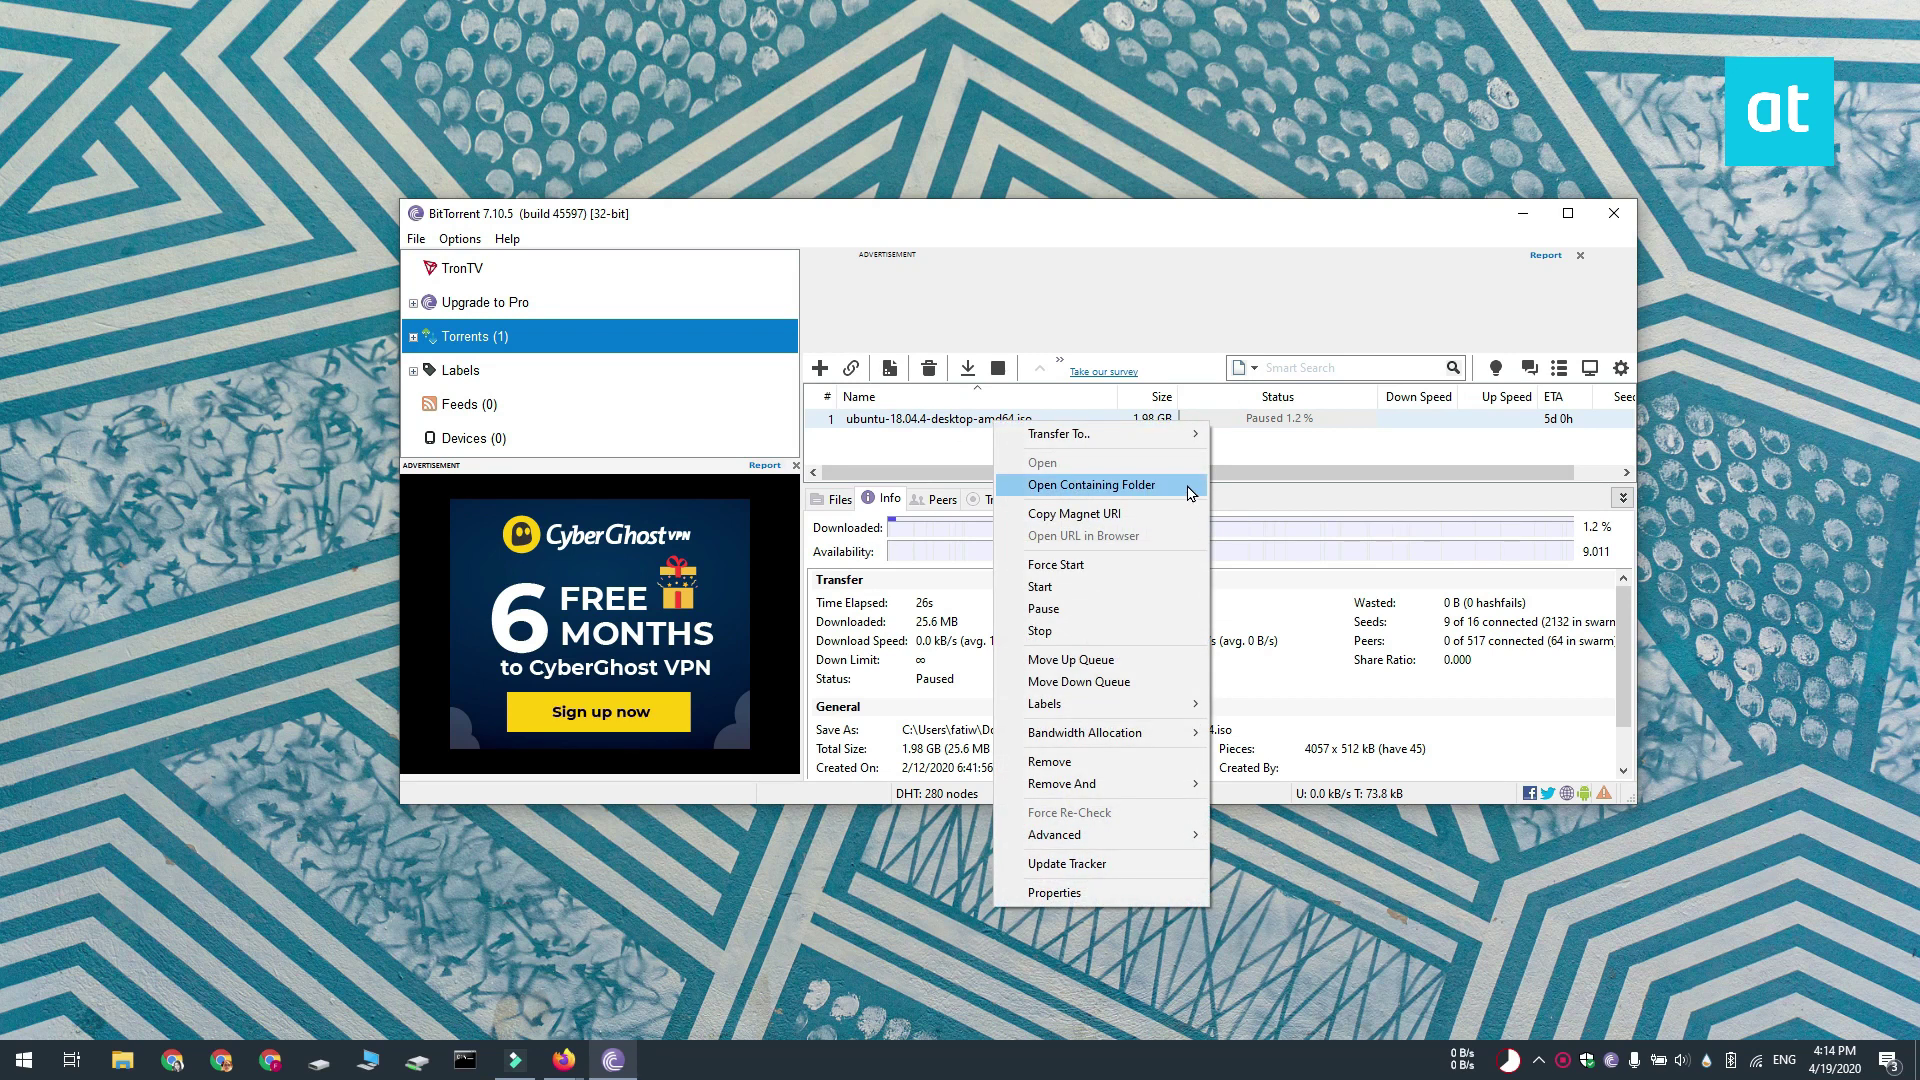 at
BitTorrent 7.10.5 (build 45597) [32-bit]
File Options Help
TronTV
Upgrade to Pro
Torrents (1)
Labels
Feeds (0)
Devices (0)
ADVERTISEMENT Report
CyberGhost VPN
6 FREE
MONTHS
to CyberGhost VPN
Sign up now
ADVERTISEMENT Report
Take our survey Smart Search
# Name Size Status Down Speed Up Speed ETA
1 ubuntu-18.04.4-desktop-amd64.iso 1.98 GB Paused 1.2 % 5d 0h
Transfer To..
Open
Open Containing Folder
Copy Magnet URI
Open URL in Browser
Force Start
Start
Pause
Stop
Move Up Queue
Move Down Queue
Labels
Bandwidth Allocation
Remove
Remove And
Force Re-Check
Advanced
Update Tracker
Properties
Files Info Peers
Downloaded: 1.2 %
Availability: 9.011
Transfer
Time Elapsed: 26s Wasted: 0 B (0 hashfails)
Downloaded: 25.6 MB Seeds: 9 of 16 connected (2132 in swarm
Download Speed: 0.0 kB/s (avg. 1 (avg. 0 B/s) Peers: 0 of 517 connected (64 in swarm)
Down Limit: ∞ Share Ratio: 0.000
Status: Paused
General
Save As: C:\Users\fatiw\Do 4.iso
Total Size: 1.98 GB (25.6 MB Pieces: 4057 x 512 kB (have 45)
Created On: 2/12/2020 6:41:56 Created By:
DHT: 280 nodes U: 0.0 kB/s T: 73.8 kB
0 B/s
0 B/s
ENG
4:14 PM
4/19/2020
3